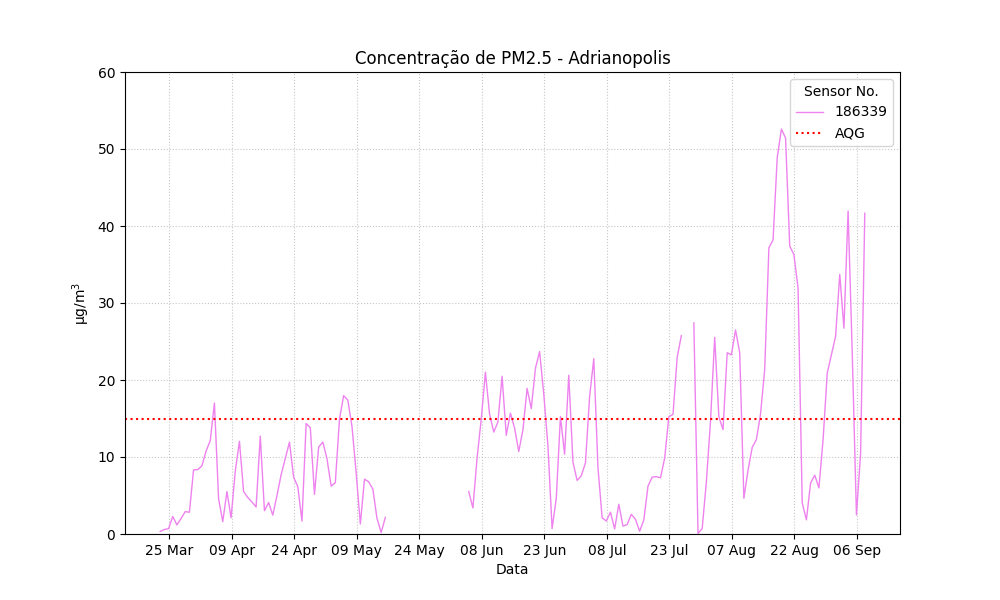 Concentração de PM2.5 - Adrianopolis
60
50
40
30
20
10
0
µg/m³
Sensor No.
186339
AQG
25 Mar 09 Apr 24 Apr 09 May 24 May 08 Jun 23 Jun 08 Jul 23 Jul 07 Aug 22 Aug 06 Sep
Data